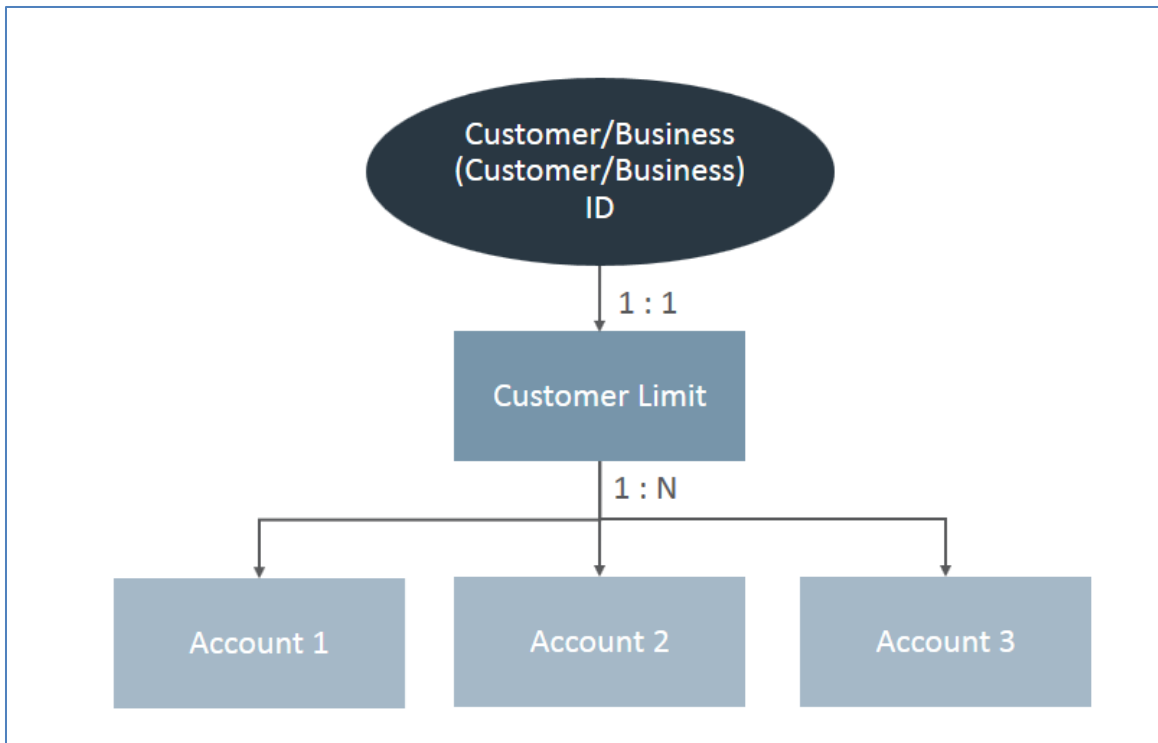 Customer/Business
(Customer/Business)
ID
1 : 1
Customer Limit
1 : N
Account 1
Account 2
Account 3